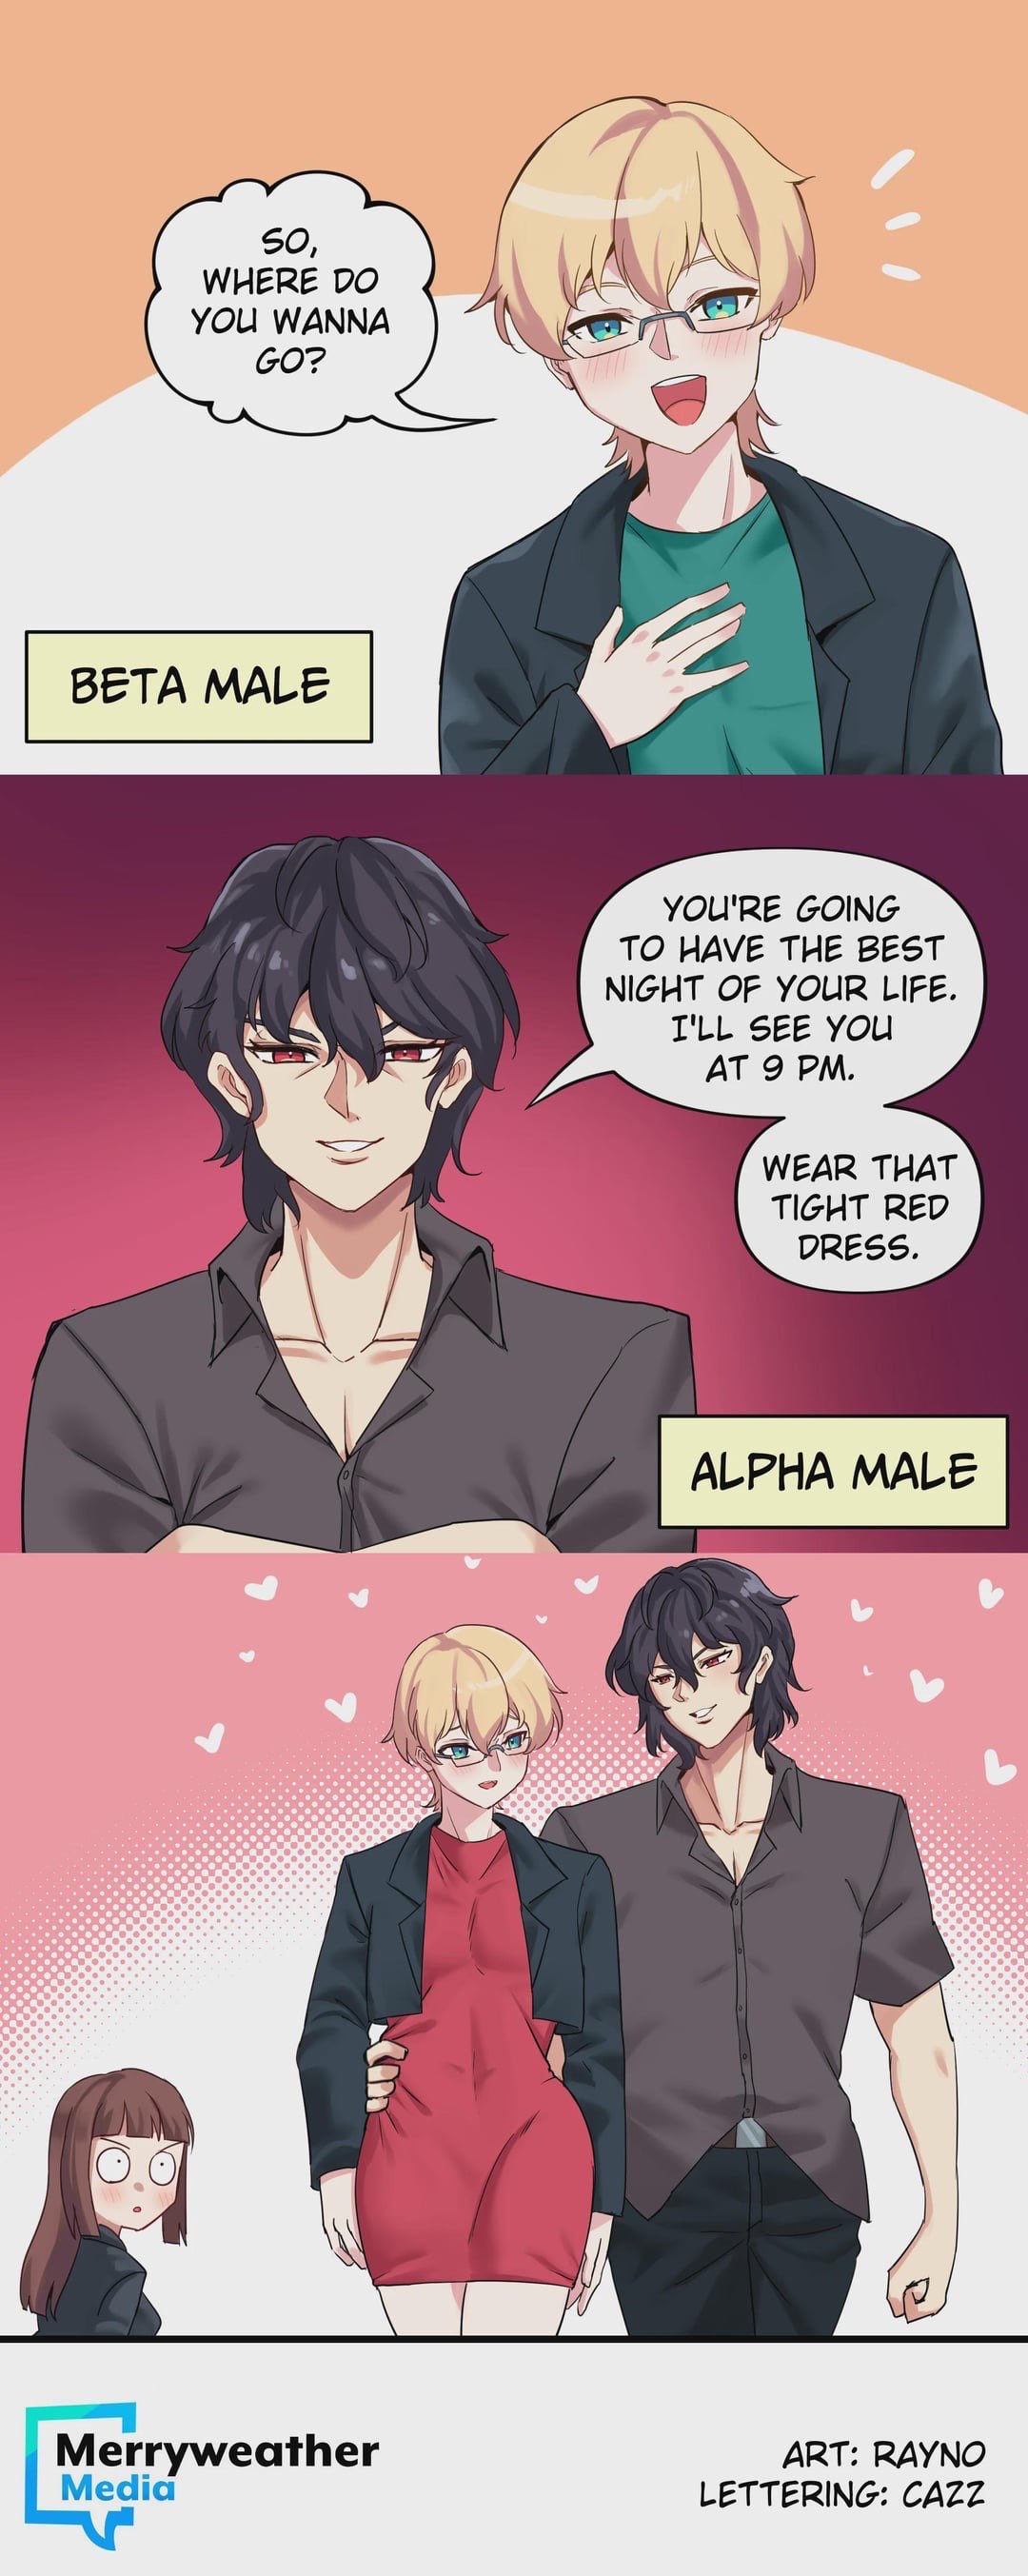 SO,
WHERE DO
YOU WANNA
GO?
BETA MALE
YOU'RE GOING
TO HAVE THE BEST
NIGHT OF YOUR LIFE.
I'LL SEE YOU
AT 9 PM.
WEAR THAT
TIGHT RED
DRESS.
ALPHA MALE
Merryweather
Media
ART: RAYNO
LETTERING: CAZZ